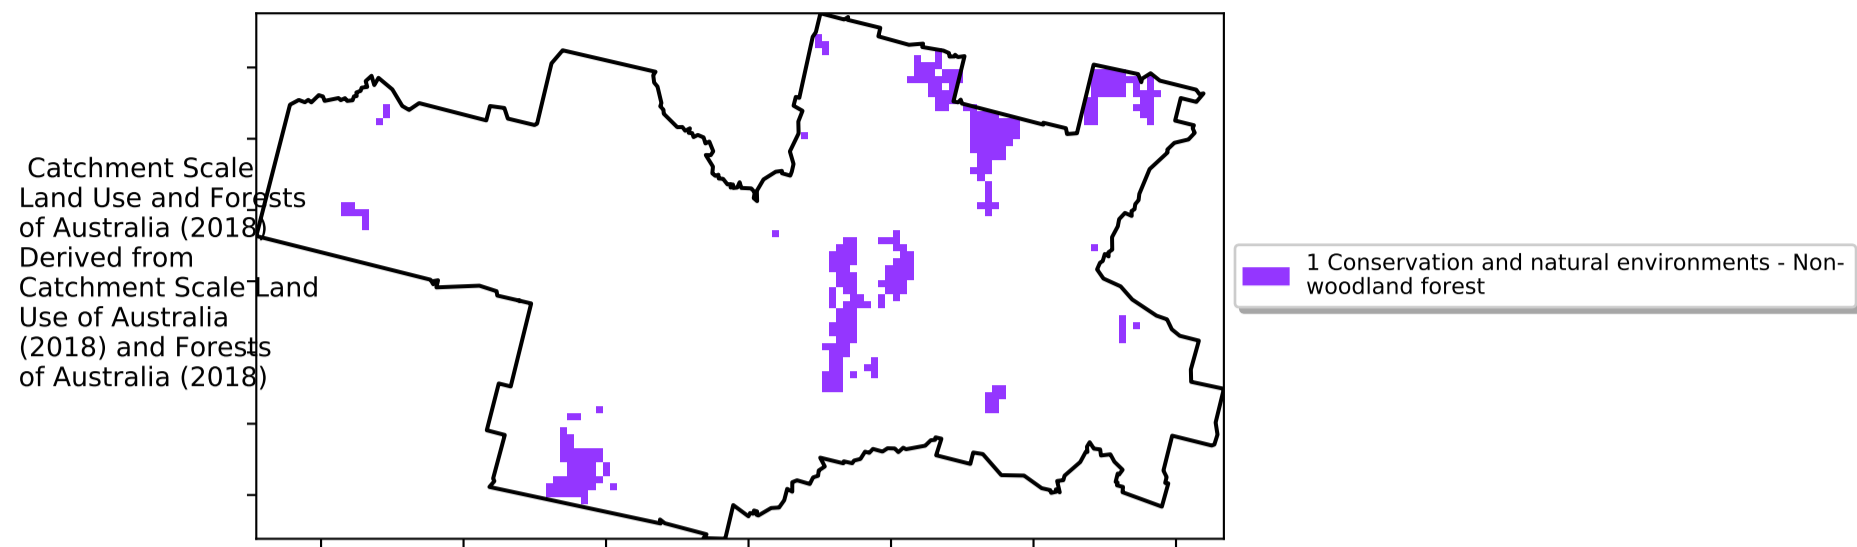 Catchment Scale
Land Use and Forests
of Australia (2018)
Derived from
Catchment Scale Land
Use of Australia
(2018) and Forests
of Australia (2018)
1 Conservation and natural environments - Non-
woodland forest